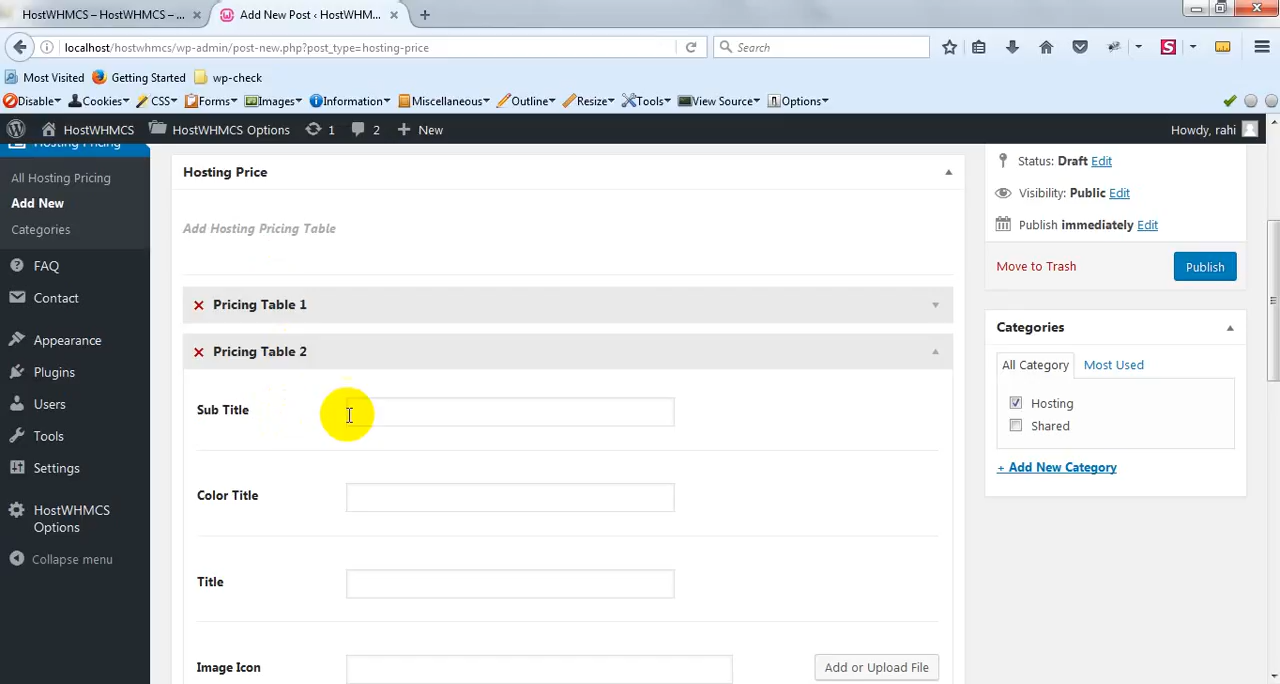 HostWHMCS – HostWHMCS – ...
Add New Post ‹ HostWHM...
localhost/hostwhmcs/wp-admin/post-new.php?post_type=hosting-price
Search
Most Visited Getting Started wp-check
Disable Cookies CSS Forms Images Information Miscellaneous Outline Resize Tools View Source Options
HostWHMCS HostWHMCS Options 1 2 New Howdy, rahi
Hosting Pricing
All Hosting Pricing
Add New
Categories
FAQ
Contact
Appearance
Plugins
Users
Tools
Settings
HostWHMCS
Options
Collapse menu
Hosting Price
Add Hosting Pricing Table
Pricing Table 1
Pricing Table 2
Sub Title
Color Title
Title
Image Icon
Add or Upload File
Status: Draft Edit
Visibility: Public Edit
Publish immediately Edit
Move to Trash Publish
Categories
All Category Most Used
Hosting
Shared
+ Add New Category